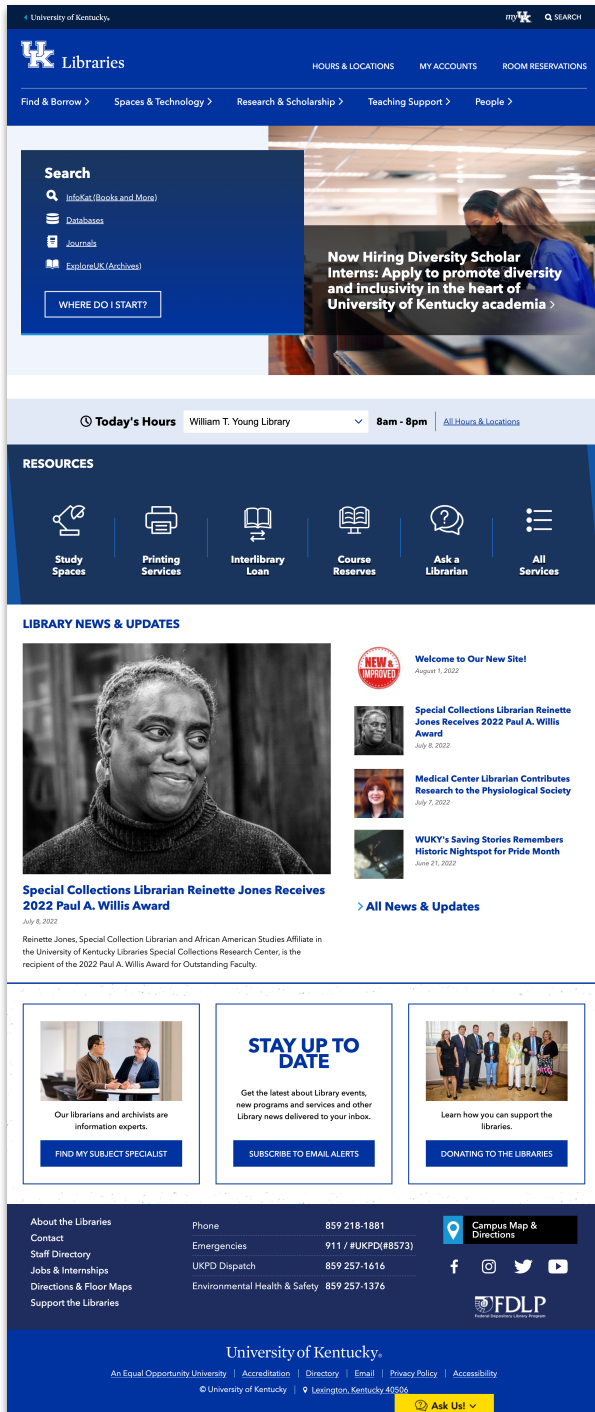 University of Kentucky®
myUK
SEARCH
UK Libraries
HOURS & LOCATIONS
MY ACCOUNTS
ROOM RESERVATIONS
Find & Borrow
Spaces & Technology
Research & Scholarship
Teaching Support
People
Search
InfoKat (Books and More)
Databases
Journals
ExploreUK (Archives)
WHERE DO I START?
Now Hiring Diversity Scholar
Interns: Apply to promote diversity
and inclusivity in the heart of
University of Kentucky academia
Today's Hours
William T. Young Library
8am - 8pm
All Hours & Locations
RESOURCES
Study
Spaces
Printing
Services
Interlibrary
Loan
Course
Reserves
Ask a
Librarian
All
Services
LIBRARY NEWS & UPDATES
Special Collections Librarian Reinette Jones Receives
2022 Paul A. Willis Award
July 8, 2022
Reinette Jones, Special Collection Librarian and African American Studies Affiliate in
the University of Kentucky Libraries Special Collections Research Center, is the
recipient of the 2022 Paul A. Willis Award for Outstanding Faculty.
NEW &
IMPROVED
Welcome to Our New Site!
August 1, 2022
Special Collections Librarian Reinette
Jones Receives 2022 Paul A. Willis
Award
July 8, 2022
Medical Center Librarian Contributes
Research to the Physiological Society
July 7, 2022
WUKY's Saving Stories Remembers
Historic Nightspot for Pride Month
June 21, 2022
All News & Updates
Our librarians and archivists are
information experts.
FIND MY SUBJECT SPECIALIST
STAY UP TO
DATE
Get the latest about Library events,
new programs and services and other
Library news delivered to your inbox.
SUBSCRIBE TO EMAIL ALERTS
Learn how you can support the
libraries.
DONATING TO THE LIBRARIES
About the Libraries
Contact
Staff Directory
Jobs & Internships
Directions & Floor Maps
Support the Libraries
Phone 859 218-1881
Emergencies 911 / #UKPD(#8573)
UKPD Dispatch 859 257-1616
Environmental Health & Safety 859 257-1376
Campus Map &
Directions
FDLP
Federal Depository Library Program
University of Kentucky®
An Equal Opportunity University | Accreditation | Directory | Email | Privacy Policy | Accessibility
© University of Kentucky | Lexington, Kentucky 40506
Ask Us!